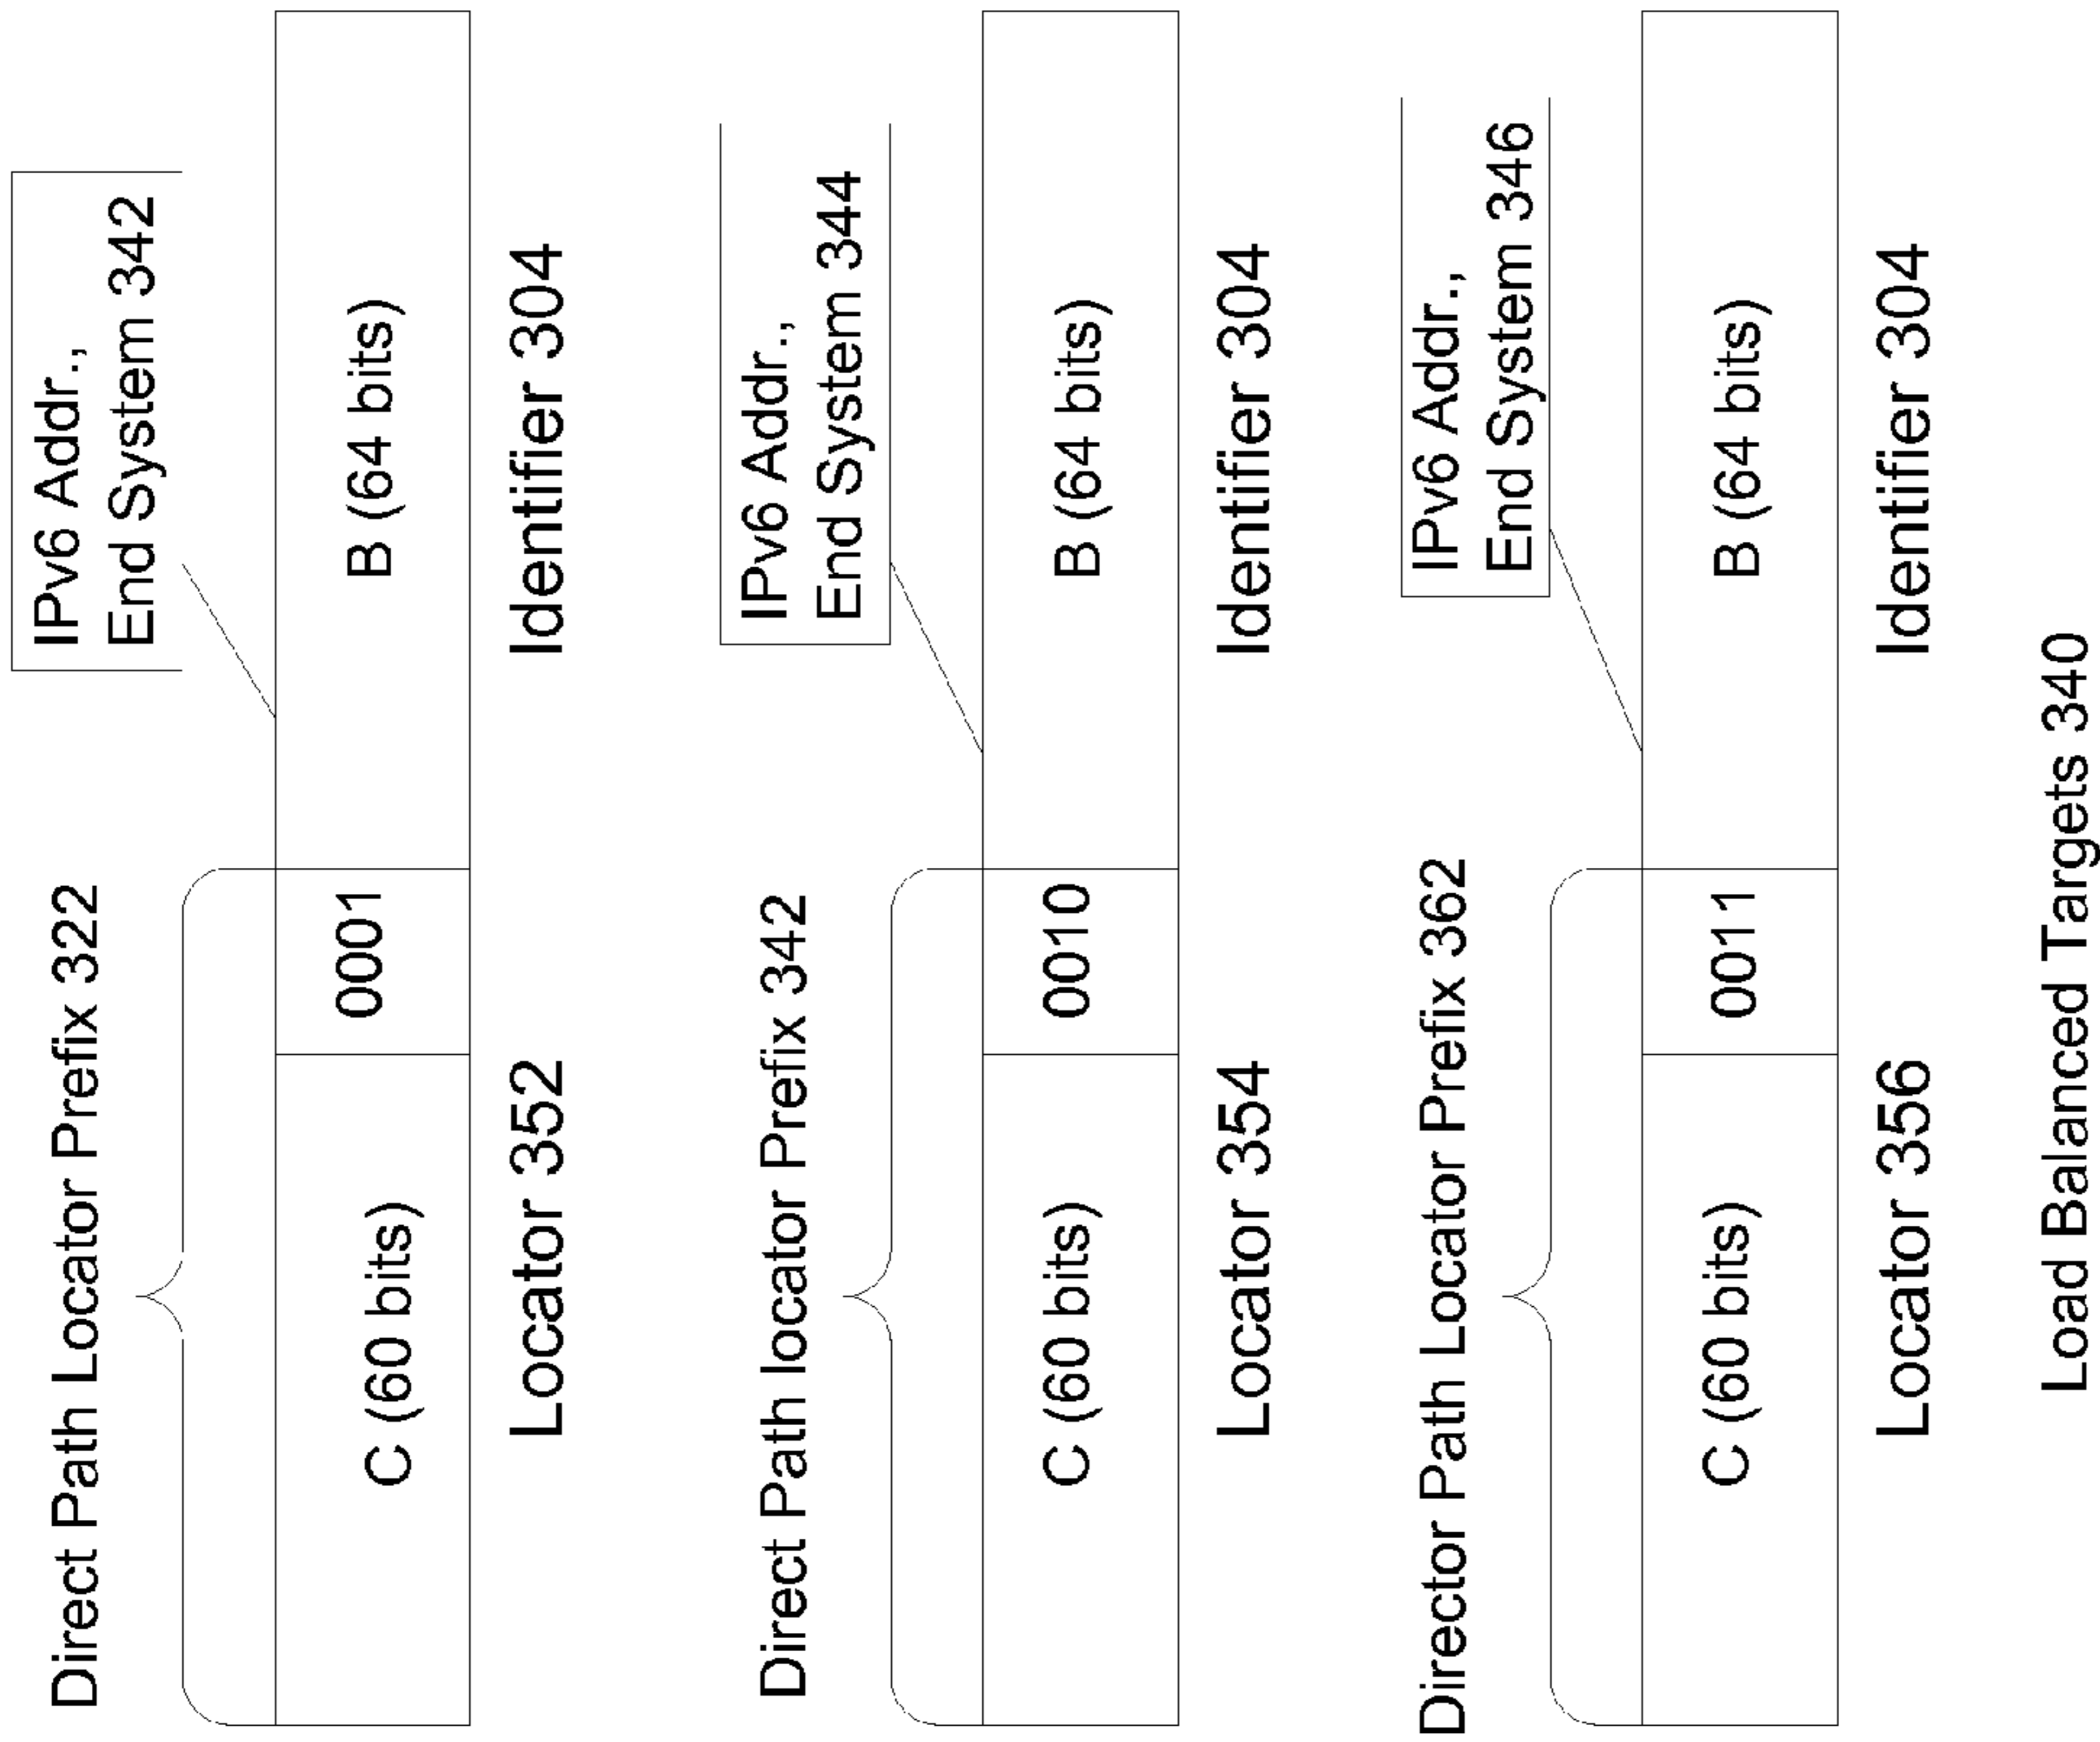 Direct Path Locator Prefix 322
IPv6 Addr.,
End System 342
C (60 bits)
0001
B (64 bits)
Locator 352
Identifier 304
Direct Path locator Prefix 342
IPv6 Addr.,
End System 344
C (60 bits)
0010
B (64 bits)
Locator 354
Identifier 304
Director Path Locator Prefix 362
IPv6 Addr.,
End System 346
C (60 bits)
0011
B (64 bits)
Locator 356
Identifier 304
Load Balanced Targets 340